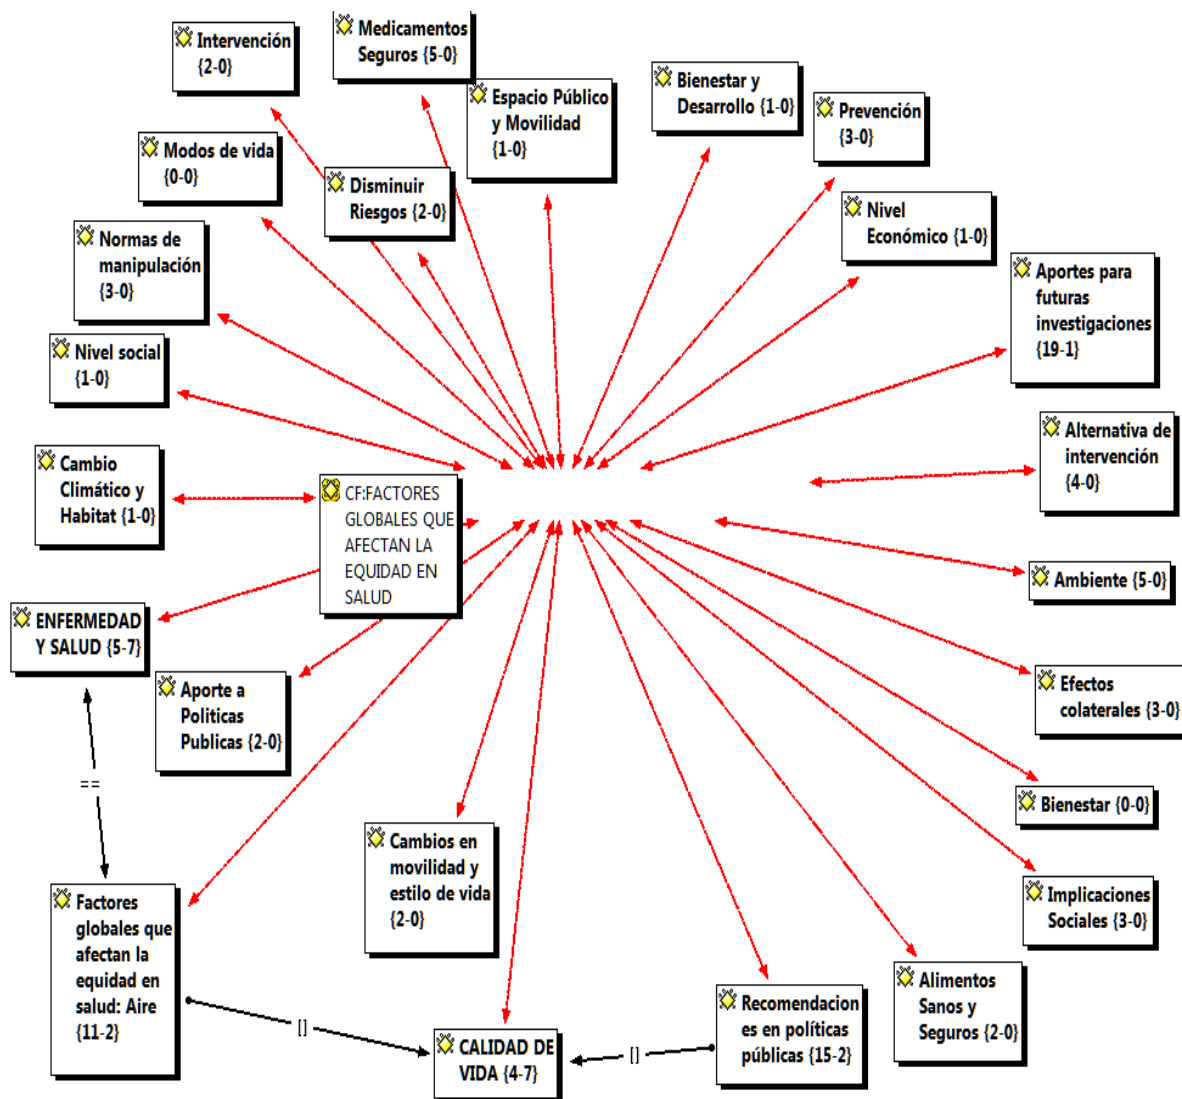 Intervención
{2-0}
Medicamentos
Seguros {5-0}
Espacio Público
y Movilidad
{1-0}
Bienestar y
Desarrollo {1-0}
Prevención
{3-0}
Modos de vida
{0-0}
Disminuir
Riesgos {2-0}
Nivel
Económico {1-0}
Normas de
manipulación
{3-0}
Aportes para
futuras
investigaciones
{19-1}
Nivel social
{1-0}
Alternativa de
intervención
{4-0}
Cambio
Climático y
Habitat {1-0}
CF:FACTORES
GLOBALES QUE
AFECTAN LA
EQUIDAD EN
SALUD
Ambiente {5-0}
ENFERMEDAD
Y SALUD {5-7}
Aporte a
Politicas
Publicas {2-0}
Efectos
colaterales {3-0}
==
Bienestar {0-0}
Cambios en
movilidad y
estilo de vida
{2-0}
Factores
globales que
afectan la
equidad en
salud: Aire
{11-2}
Implicaciones
Sociales {3-0}
Alimentos
Sanos y
Seguros {2-0}
Recomendacion
es en políticas
públicas {15-2}
[]
CALIDAD DE
VIDA {4-7}
[]